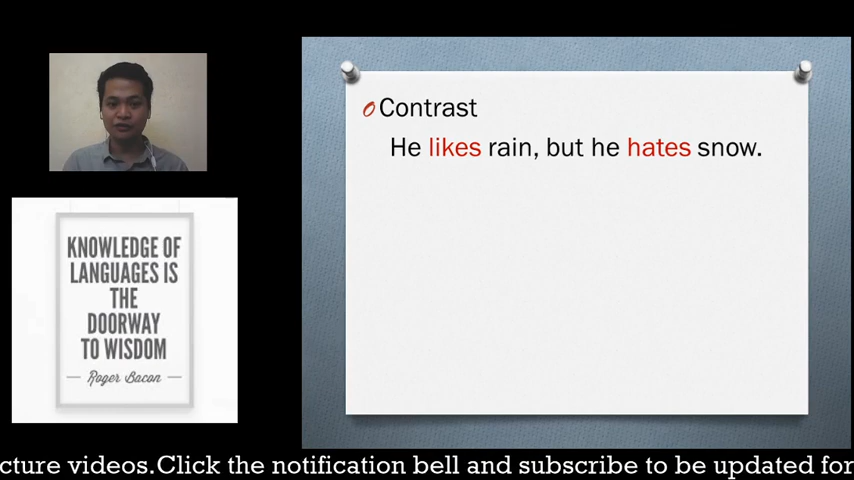 Contrast
He likes rain, but he hates snow.
KNOWLEDGE OF
LANGUAGES IS
THE
DOORWAY
TO WISDOM
Roger Bacon
cture videos.Click the notification bell and subscribe to be updated for